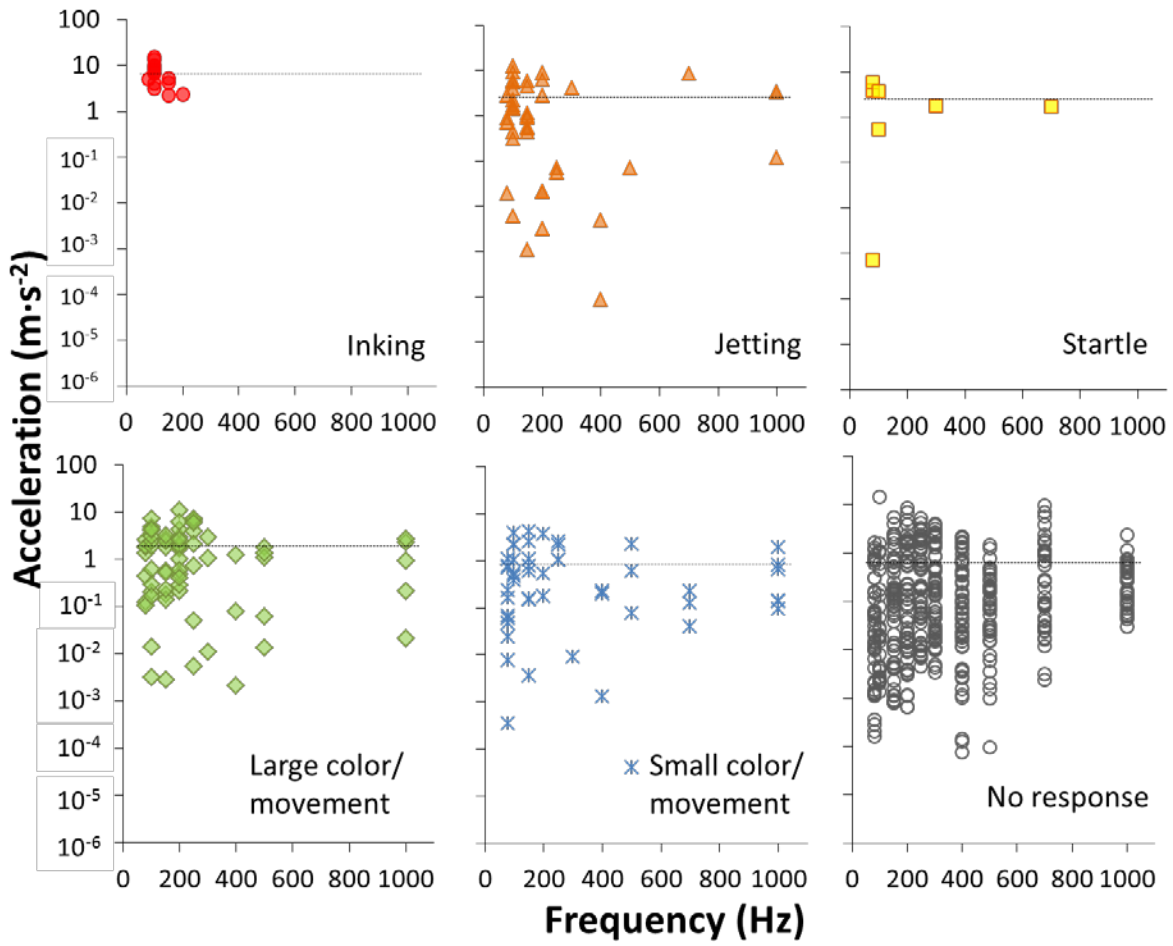 Acceleration (m·s⁻²)
100
10
1
10⁻¹
10⁻²
10⁻³
10⁻⁴
10⁻⁵
10⁻⁶
Inking
Jetting
Startle
0 200 400 600 800 1000
0 200 400 600 800 1000
0 200 400 600 800 1000
100
10
1
10⁻¹
10⁻²
10⁻³
10⁻⁴
10⁻⁵
10⁻⁶
Large color/
movement
Small color/
movement
No response
0 200 400 600 800 1000
0 200 400 600 800 1000
0 200 400 600 800 1000
Frequency (Hz)